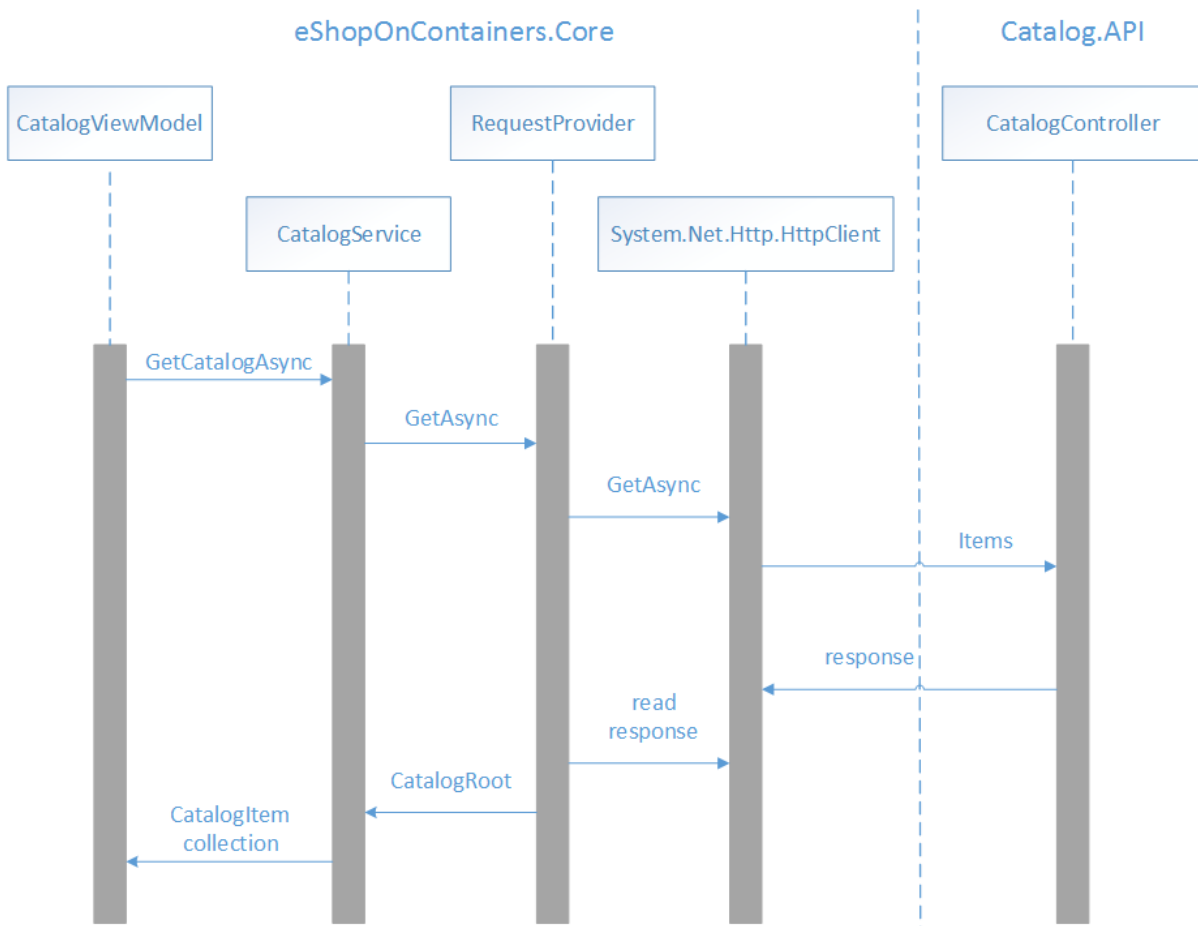 eShopOnContainers.Core
Catalog.API
CatalogViewModel
RequestProvider
CatalogController
CatalogService
System.Net.Http.HttpClient
GetCatalogAsync
GetAsync
GetAsync
Items
response
read
response
CatalogRoot
CatalogItem
collection